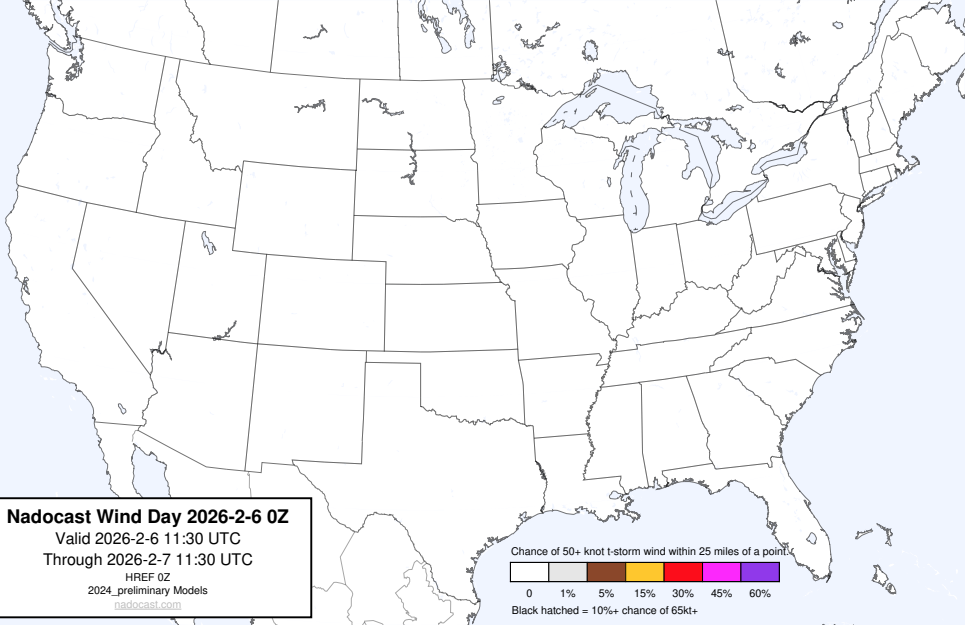 Nadocast Wind Day 2026-2-6 0Z
Valid 2026-2-6 11:30 UTC
Through 2026-2-7 11:30 UTC
HREF 0Z
2024_preliminary Models
nadocast.com
Chance of 50+ knot t-storm wind within 25 miles of a point.
0 1% 5% 15% 30% 45% 60%
Black hatched = 10%+ chance of 65kt+